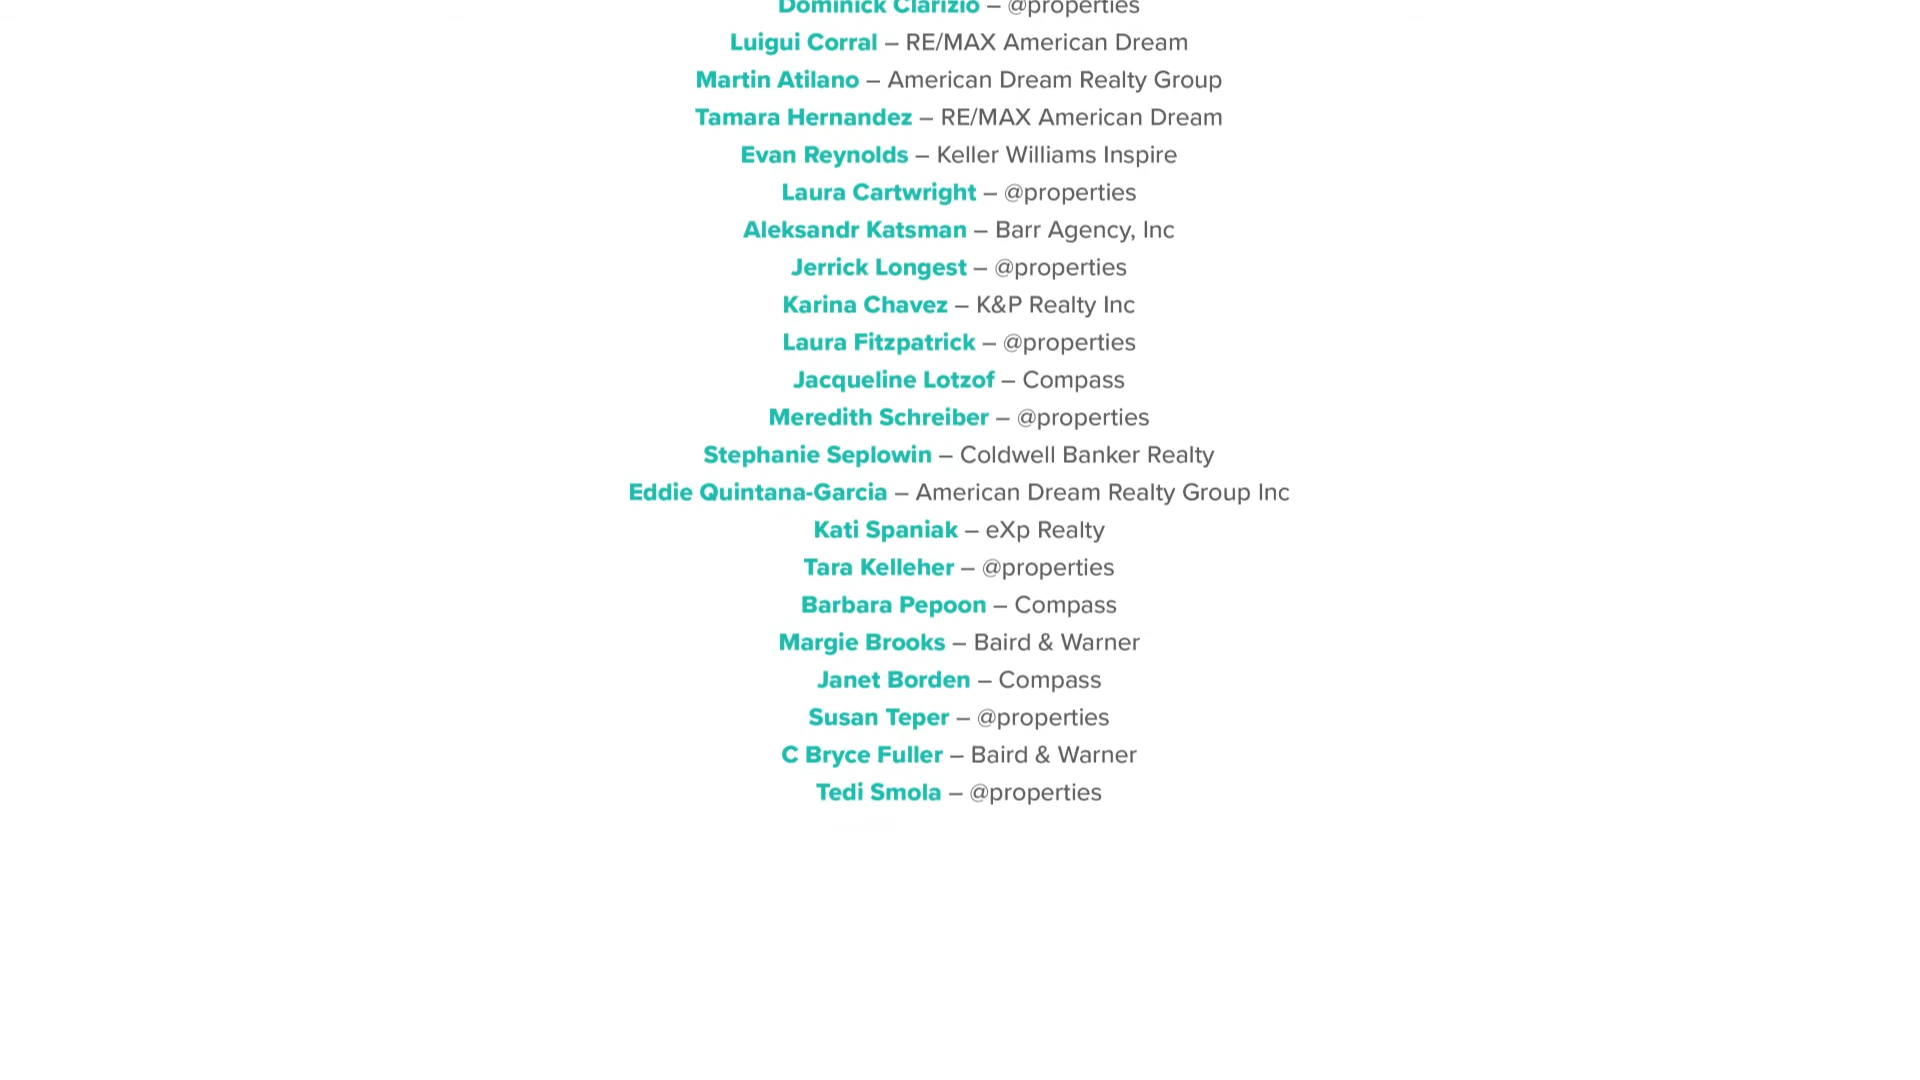 Dominick Clarizio – @properties
Luigui Corral – RE/MAX American Dream
Martin Atilano – American Dream Realty Group
Tamara Hernandez – RE/MAX American Dream
Evan Reynolds – Keller Williams Inspire
Laura Cartwright – @properties
Aleksandr Katsman – Barr Agency, Inc
Jerrick Longest – @properties
Karina Chavez – K&P Realty Inc
Laura Fitzpatrick – @properties
Jacqueline Lotzof – Compass
Meredith Schreiber – @properties
Stephanie Seplowin – Coldwell Banker Realty
Eddie Quintana-Garcia – American Dream Realty Group Inc
Kati Spaniak – eXp Realty
Tara Kelleher – @properties
Barbara Pepoon – Compass
Margie Brooks – Baird & Warner
Janet Borden – Compass
Susan Teper – @properties
C Bryce Fuller – Baird & Warner
Tedi Smola – @properties